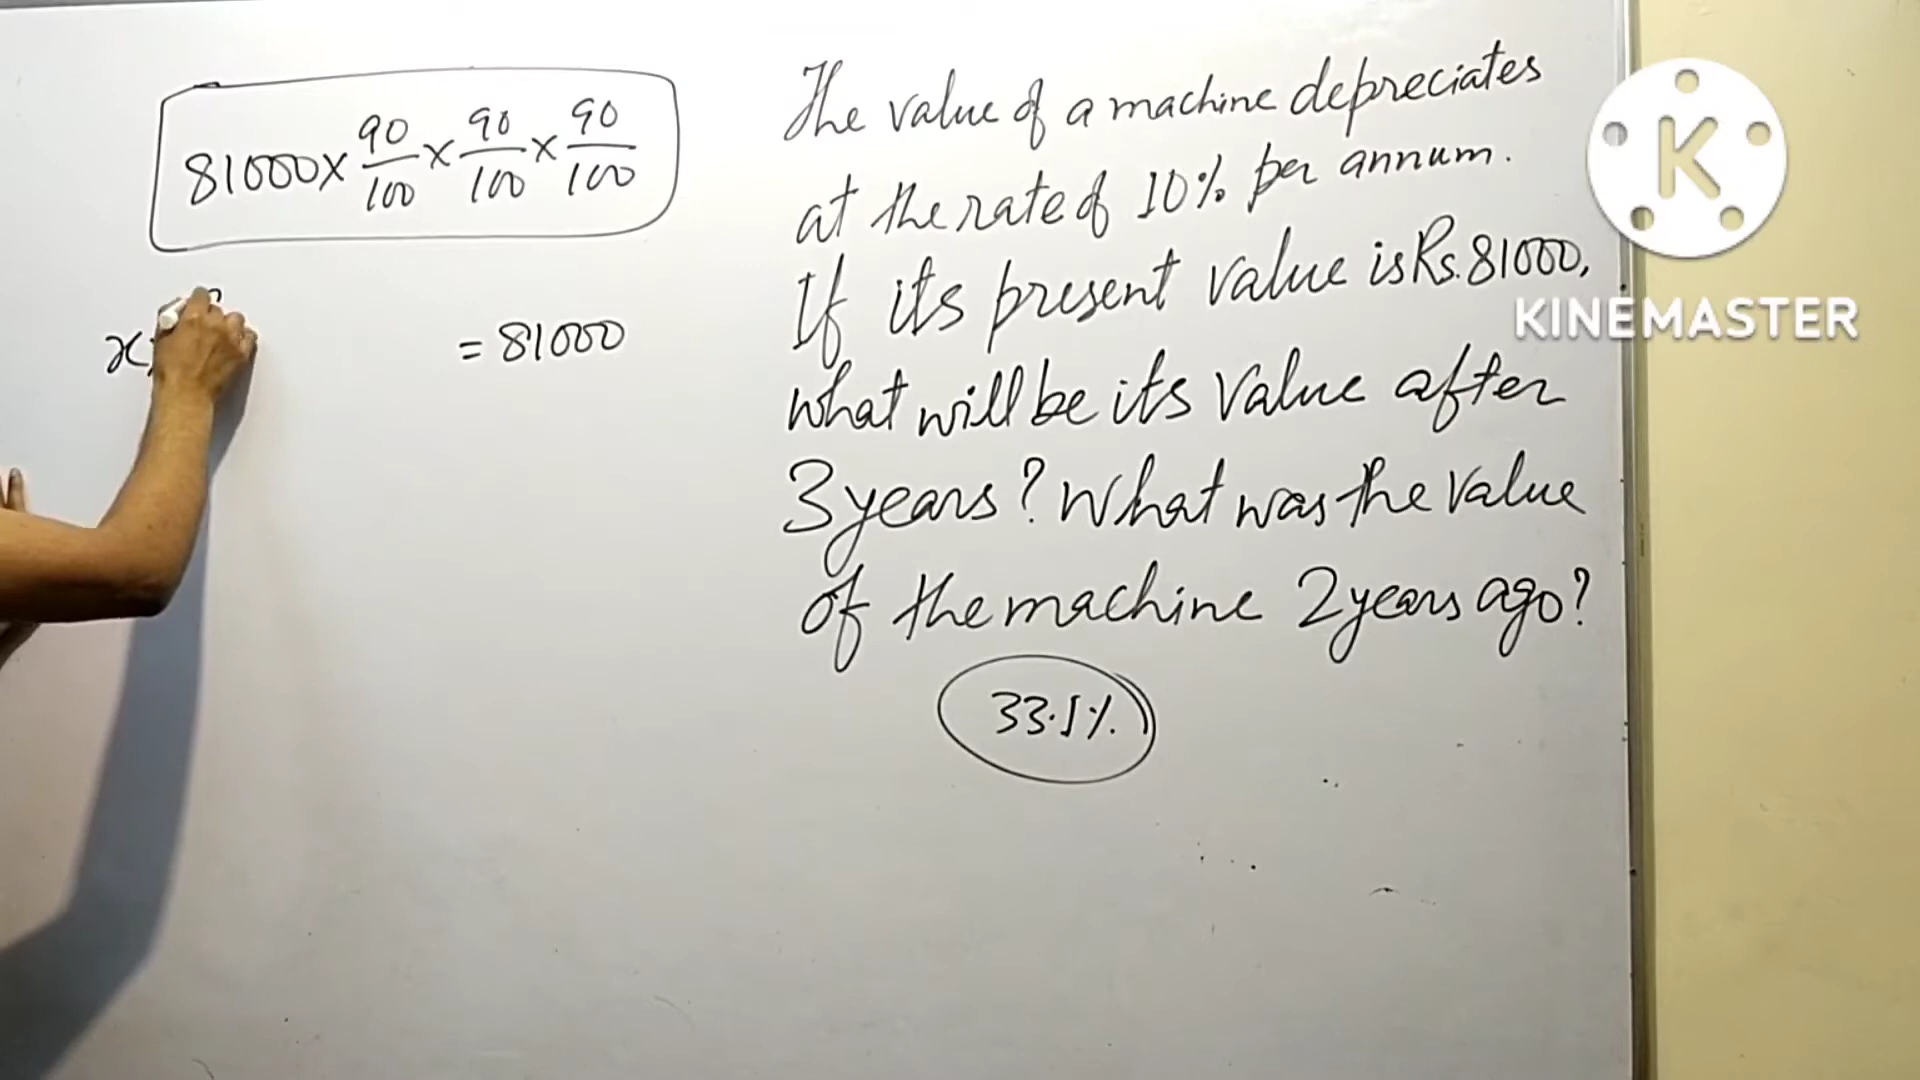 81000 × 90/100 × 90/100 × 90/100
x = 81000
The value of a machine depreciates
at the rate of 10% per annum.
If its present value is Rs. 81000,
what will be its value after
3 years? What was the value
of the machine 2 years ago?
33.1%
K
KINEMASTER